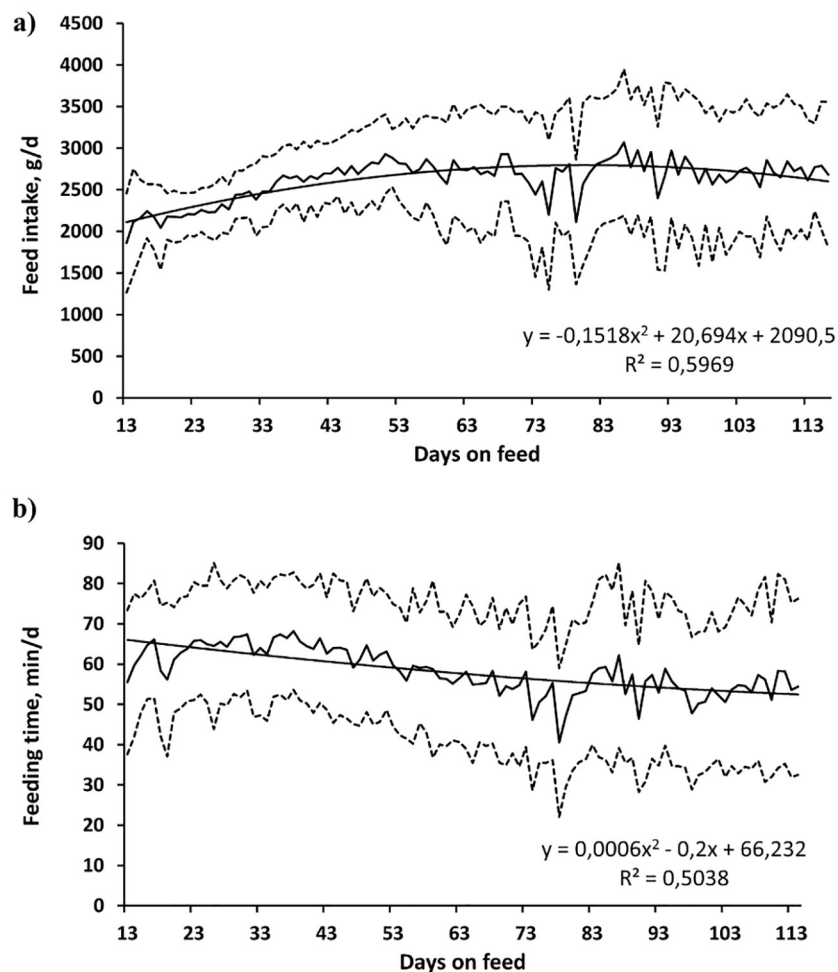 a)
4500
4000
3500
3000
2500
2000
1500
1000
500
0
Feed intake, g/d
y = -0,1518x² + 20,694x + 2090,5
R² = 0,5969
13 23 33 43 53 63 73 83 93 103 113
Days on feed
b)
90
80
70
60
50
40
30
20
10
0
Feeding time, min/d
y = 0,0006x² - 0,2x + 66,232
R² = 0,5038
13 23 33 43 53 63 73 83 93 103 113
Days on feed